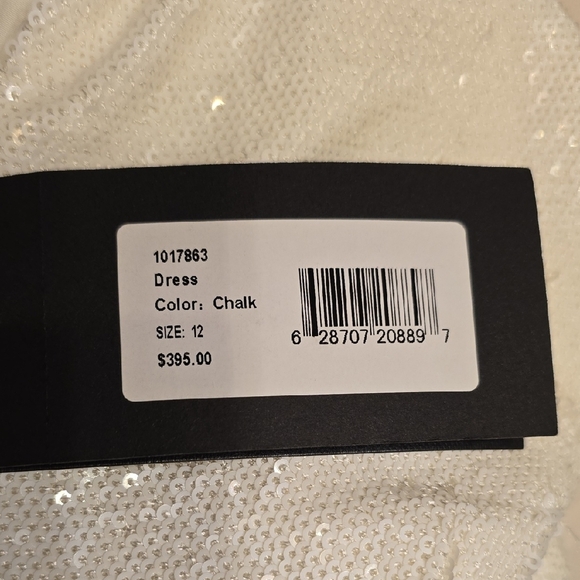 1017863
Dress
Color: Chalk
SIZE: 12
$395.00
6 28707 20889 7